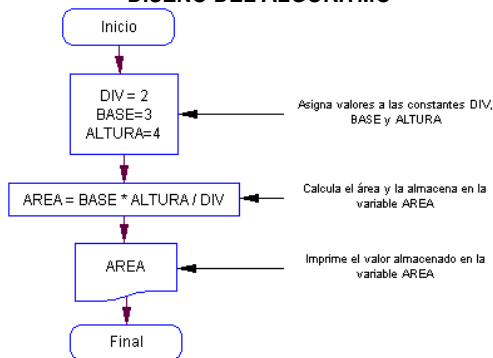 DISEÑO DEL ALGORITMO
Inicio
DIV = 2
BASE=3
ALTURA=4
Asigna valores a las constantes DIV,
BASE y ALTURA
AREA = BASE * ALTURA / DIV
Calcula el área y la almacena en la
variable AREA
AREA
Imprime el valor almacenado en la
variable AREA
Final